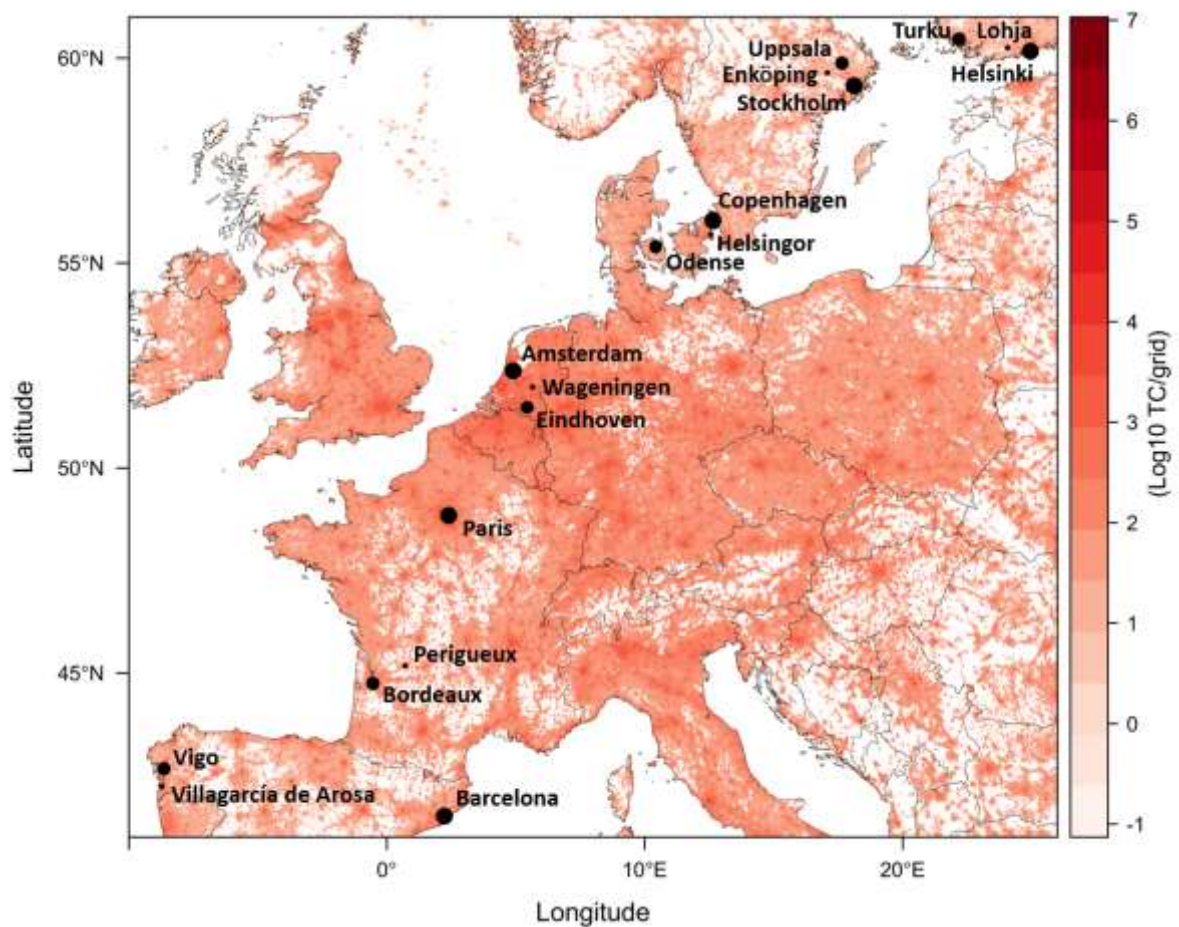 7
Turku Lohja
60°N
Uppsala
Enköping
Helsinki
Stockholm
6
Copenhagen
5
Helsingor
55°N
Odense
4
Amsterdam
Wageningen
Eindhoven
3
Latitude
(Log10 TC/grid)
50°N
2
Paris
1
Perigueux
45°N
Bordeaux
0
Vigo
Villagarcía de Arosa
Barcelona
-1
0°
10°E
20°E
Longitude